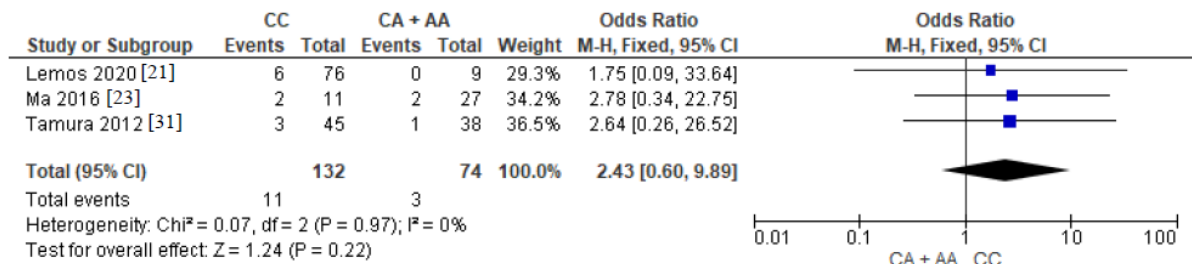 CC CA + AA Odds Ratio Odds Ratio
Study or Subgroup Events Total Events Total Weight M-H, Fixed, 95% CI M-H, Fixed, 95% CI
Lemos 2020 [21] 6 76 0 9 29.3% 1.75 [0.09, 33.64]
Ma 2016 [23] 2 11 2 27 34.2% 2.78 [0.34, 22.75]
Tamura 2012 [31] 3 45 1 38 36.5% 2.64 [0.26, 26.52]
Total (95% CI) 132 74 100.0% 2.43 [0.60, 9.89]
Total events 11 3
Heterogeneity: Chi² = 0.07, df = 2 (P = 0.97); I² = 0%
Test for overall effect: Z = 1.24 (P = 0.22)
0.01 0.1 1 10 100
CA + AA CC